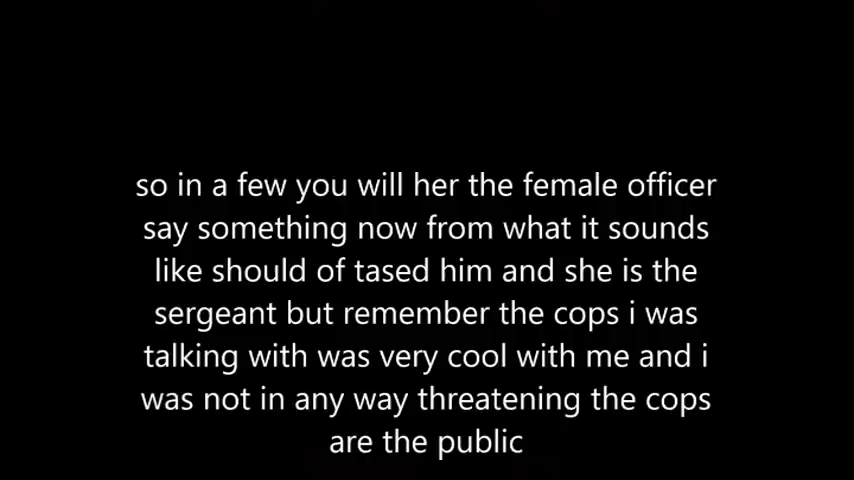 so in a few you will her the female officer
say something now from what it sounds
like should of tased him and she is the
sergeant but remember the cops i was
talking with was very cool with me and i
was not in any way threatening the cops
are the public